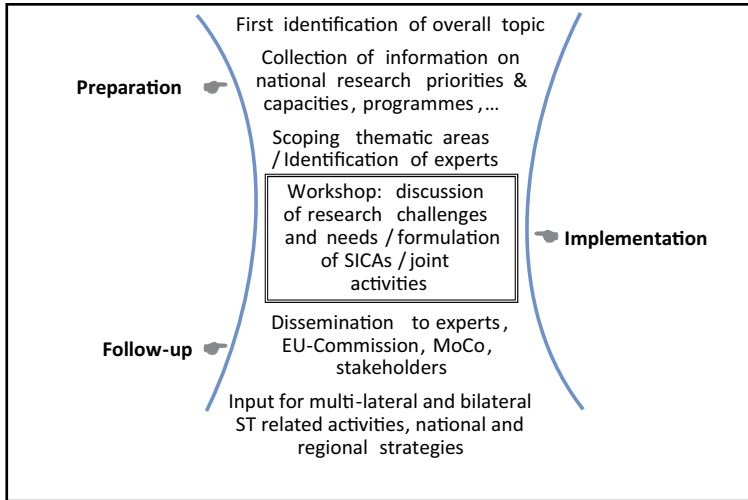 First identification of overall topic
Collection of information on
national research priorities &
capacities, programmes,...
Preparation
Scoping thematic areas
/Identification of experts
Workshop: discussion
of research challenges
and needs / formulation
of SICAs / joint
activities
Implementation
Dissemination to experts,
EU-Commission, MoCo,
stakeholders
Follow-up
Input for multi-lateral and bilateral
ST related activities, national and
regional strategies